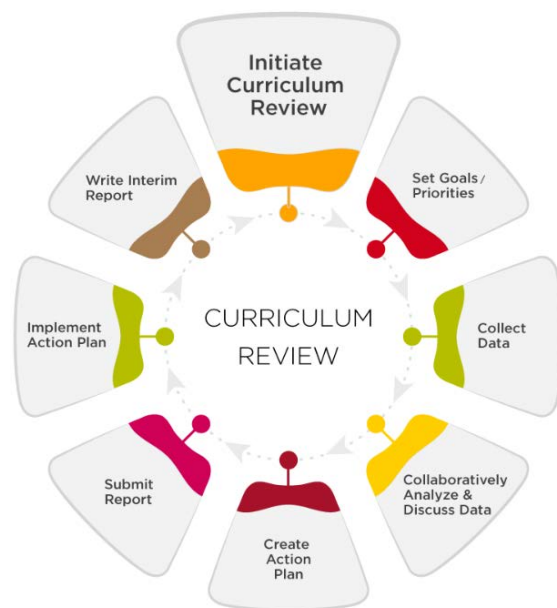 Initiate
Curriculum
Review
Set Goals/
Priorities
Collect
Data
Collaboratively
Analyze &
Discuss Data
Create
Action
Plan
Submit
Report
Implement
Action Plan
Write Interim
Report
CURRICULUM
REVIEW